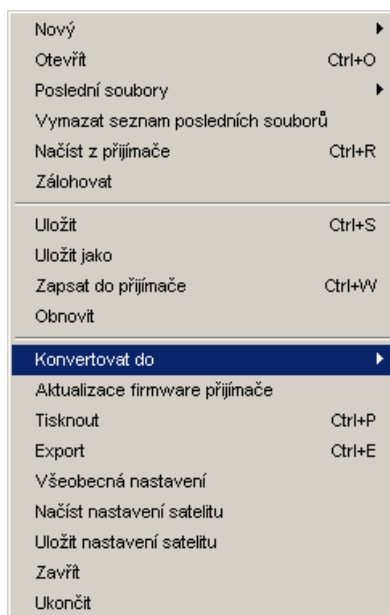 Nový
Otevřít Ctrl+O
Poslední soubory
Vymazat seznam posledních souborů
Načíst z přijímače Ctrl+R
Zálohovat
Uložit Ctrl+S
Uložit jako
Zapsat do přijímače Ctrl+W
Obnovit
Konvertovat do
Aktualizace firmware přijímače
Tisknout Ctrl+P
Export Ctrl+E
Všeobecná nastavení
Načíst nastavení satelitu
Uložit nastavení satelitu
Zavřít
Ukončit